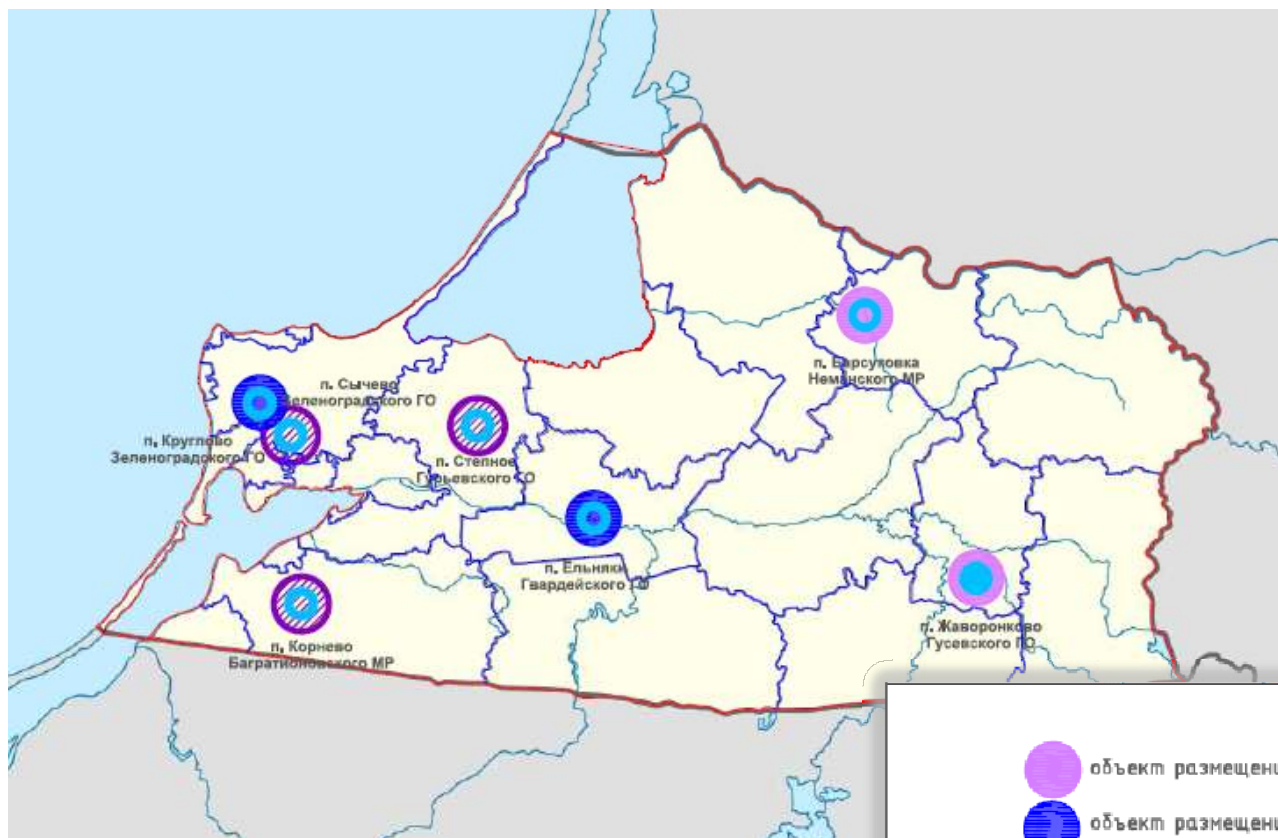 п. Барсуковка
Неманского МР
п. Сычево
Зеленоградского ГО
п. Круглово
Зеленоградского ГО
п. Степное
Гурьевского ГО
п. Ельняки
Гвардейского ГО
п. Жаворонково
Гусевского ГО
п. Корнево
Багратионовского МР
объект размещени
объект размещени